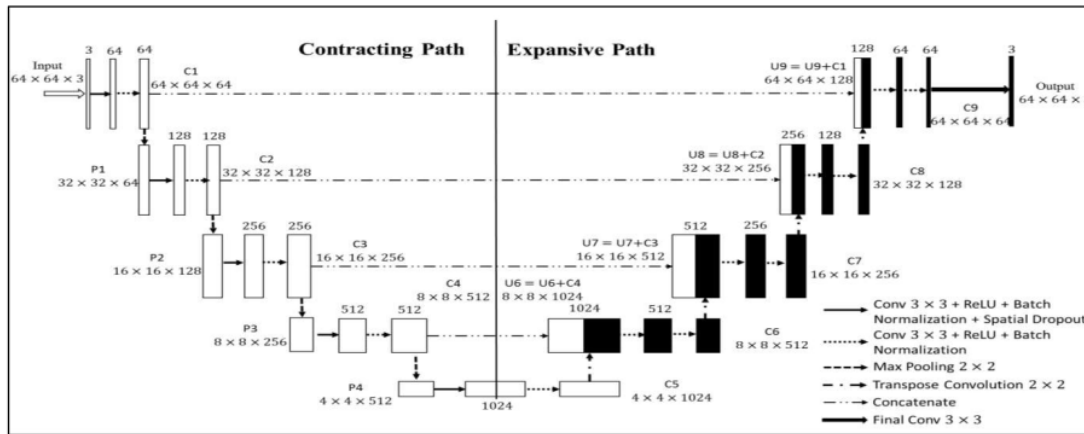 Contracting Path
Expansive Path
Input
64 × 64 × 3
3
64
64
C1
64 × 64 × 64
U9 = U9+C1
64 × 64 × 128
128
64
64
3
C9
64 × 64 × 64
Output
64 × 64 ×
P1
32 × 32 × 64
128
128
C2
32 × 32 × 128
U8 = U8+C2
32 × 32 × 256
256
128
C8
32 × 32 × 128
P2
16 × 16 × 128
256
256
C3
16 × 16 × 256
U7 = U7+C3
16 × 16 × 512
512
256
C7
16 × 16 × 256
P3
8 × 8 × 256
512
512
C4
8 × 8 × 512
U6 = U6+C4
8 × 8 × 1024
1024
512
C6
8 × 8 × 512
P4
4 × 4 × 512
1024
C5
4 × 4 × 1024
Conv 3 × 3 + ReLU + Batch
Normalization + Spatial Dropout
Conv 3 × 3 + ReLU + Batch
Normalization
Max Pooling 2 × 2
Transpose Convolution 2 × 2
Concatenate
Final Conv 3 × 3